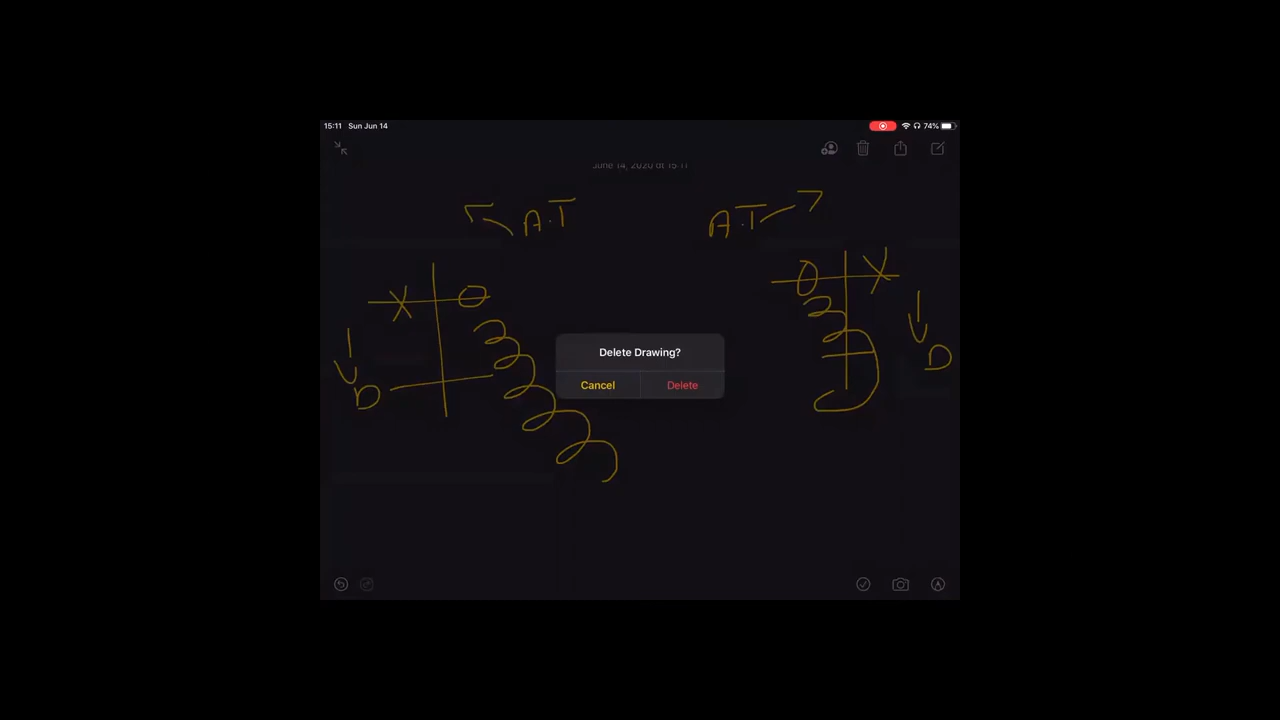 15:11 Sun Jun 14 74%
June 14, 2020 at 15:11
A.T A.T
X O O X
Delete Drawing?
Cancel Delete
D D